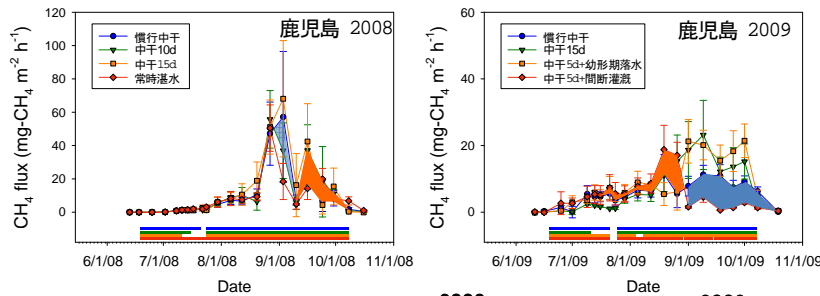 鹿児島 2008
慣行中干
中干10d
中干15d
常時湛水
CH4 flux (mg-CH4 m-2 h-1)
120
100
80
60
40
20
0
6/1/08 7/1/08 8/1/08 9/1/08 10/1/08 11/1/08
Date
鹿児島 2009
慣行中干
中干15d
中干5d+幼形期落水
中干5d+間断灌漑
CH4 flux (mg-CH4 m-2 h-1)
60
40
20
0
6/1/09 7/1/09 8/1/09 9/1/09 10/1/09 11/1/09
Date